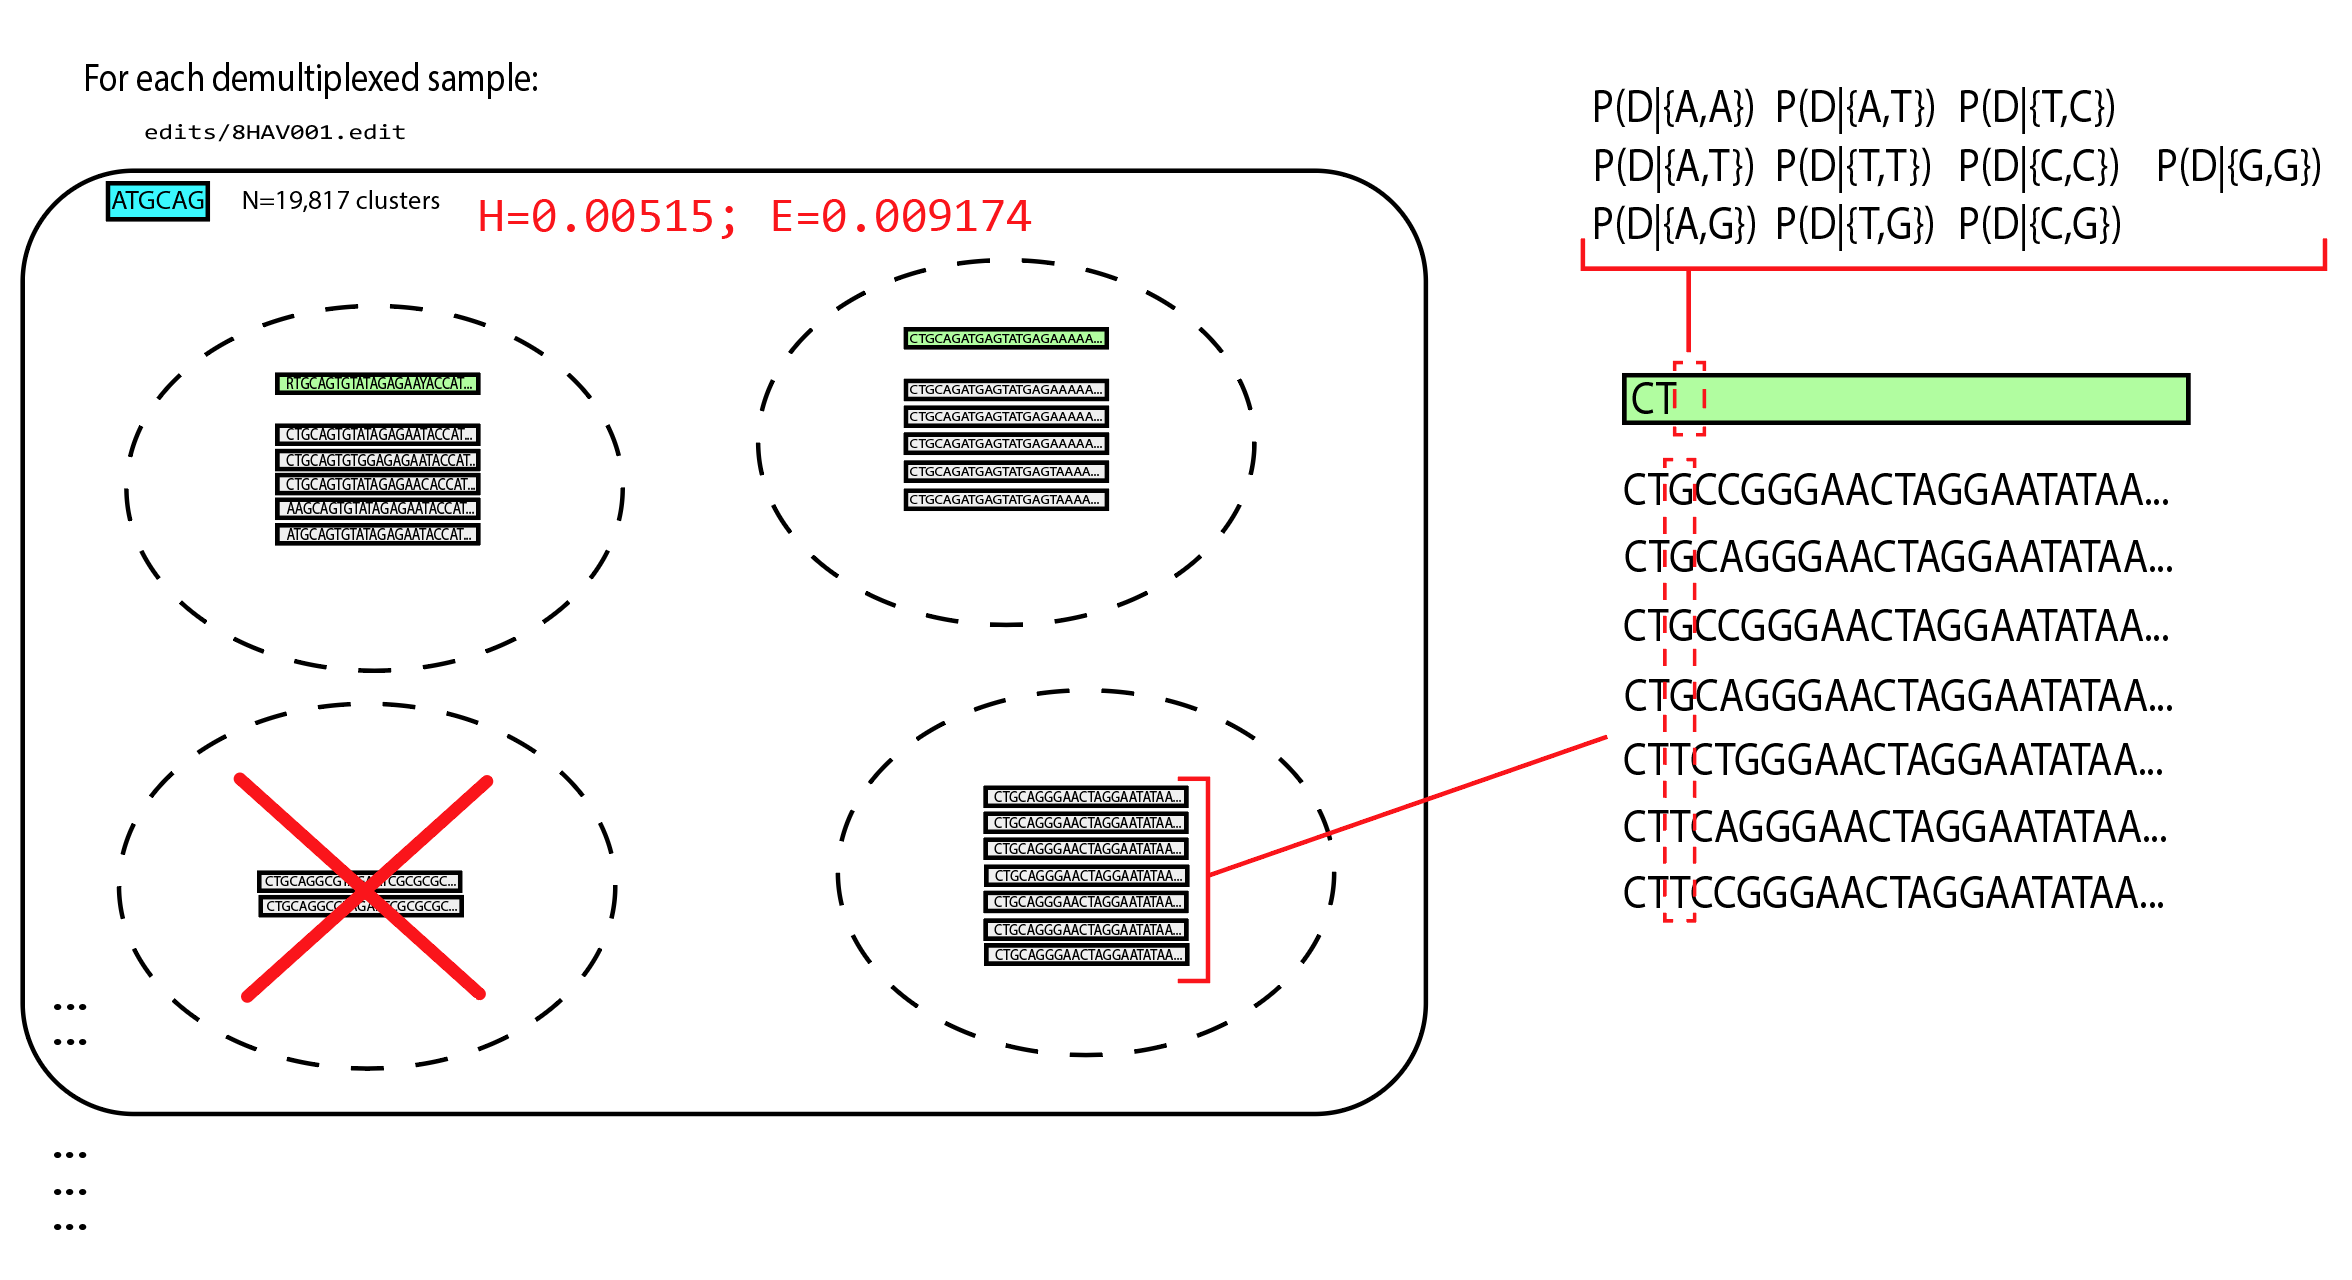 For each demultiplexed sample:
edits/8HAV001.edit
ATGCAG N=19,817 clusters H=0.00515; E=0.009174
RTGCAGTGTATAGAGAAYACCAT...
CTGCAGTGTATAGAGAATACCAT...
CTGCAGTGTGGAGAGAATACCAT...
CTGCAGTGTATAGAGAACACCAT...
AAGCAGTGTATAGAGAATACCAT...
ATGCAGTGTATAGAGAATACCAT...
CTGCAGATGAGTATGAGAAAAA...
CTGCAGATGAGTATGAGAAAAA...
CTGCAGATGAGTATGAGAAAAA...
CTGCAGATGAGTATGAGAAAAA...
CTGCAGATGAGTATGAGTAAAA...
CTGCAGATGAGTATGAGTAAAA...
CTGCAGGGAACTAGGAATATAA...
CTGCAGGGAACTAGGAATATAA...
CTGCAGGGAACTAGGAATATAA...
CTGCAGGGAACTAGGAATATAA...
CTGCAGGGAACTAGGAATATAA...
CTGCAGGGAACTAGGAATATAA...
CTGCAGGGAACTAGGAATATAA...
...
...
...
...
...
P(D|{A,A}) P(D|{A,T}) P(D|{T,C})
P(D|{A,T}) P(D|{T,T}) P(D|{C,C}) P(D|{G,G})
P(D|{A,G}) P(D|{T,G}) P(D|{C,G})
CT
CTGCCGGGAACTAGGAATATAA...
CTGCAGGGAACTAGGAATATAA...
CTGCCGGGAACTAGGAATATAA...
CTGCAGGGAACTAGGAATATAA...
CTTCTGGGAACTAGGAATATAA...
CTTCAGGGAACTAGGAATATAA...
CTTCCGGGAACTAGGAATATAA...